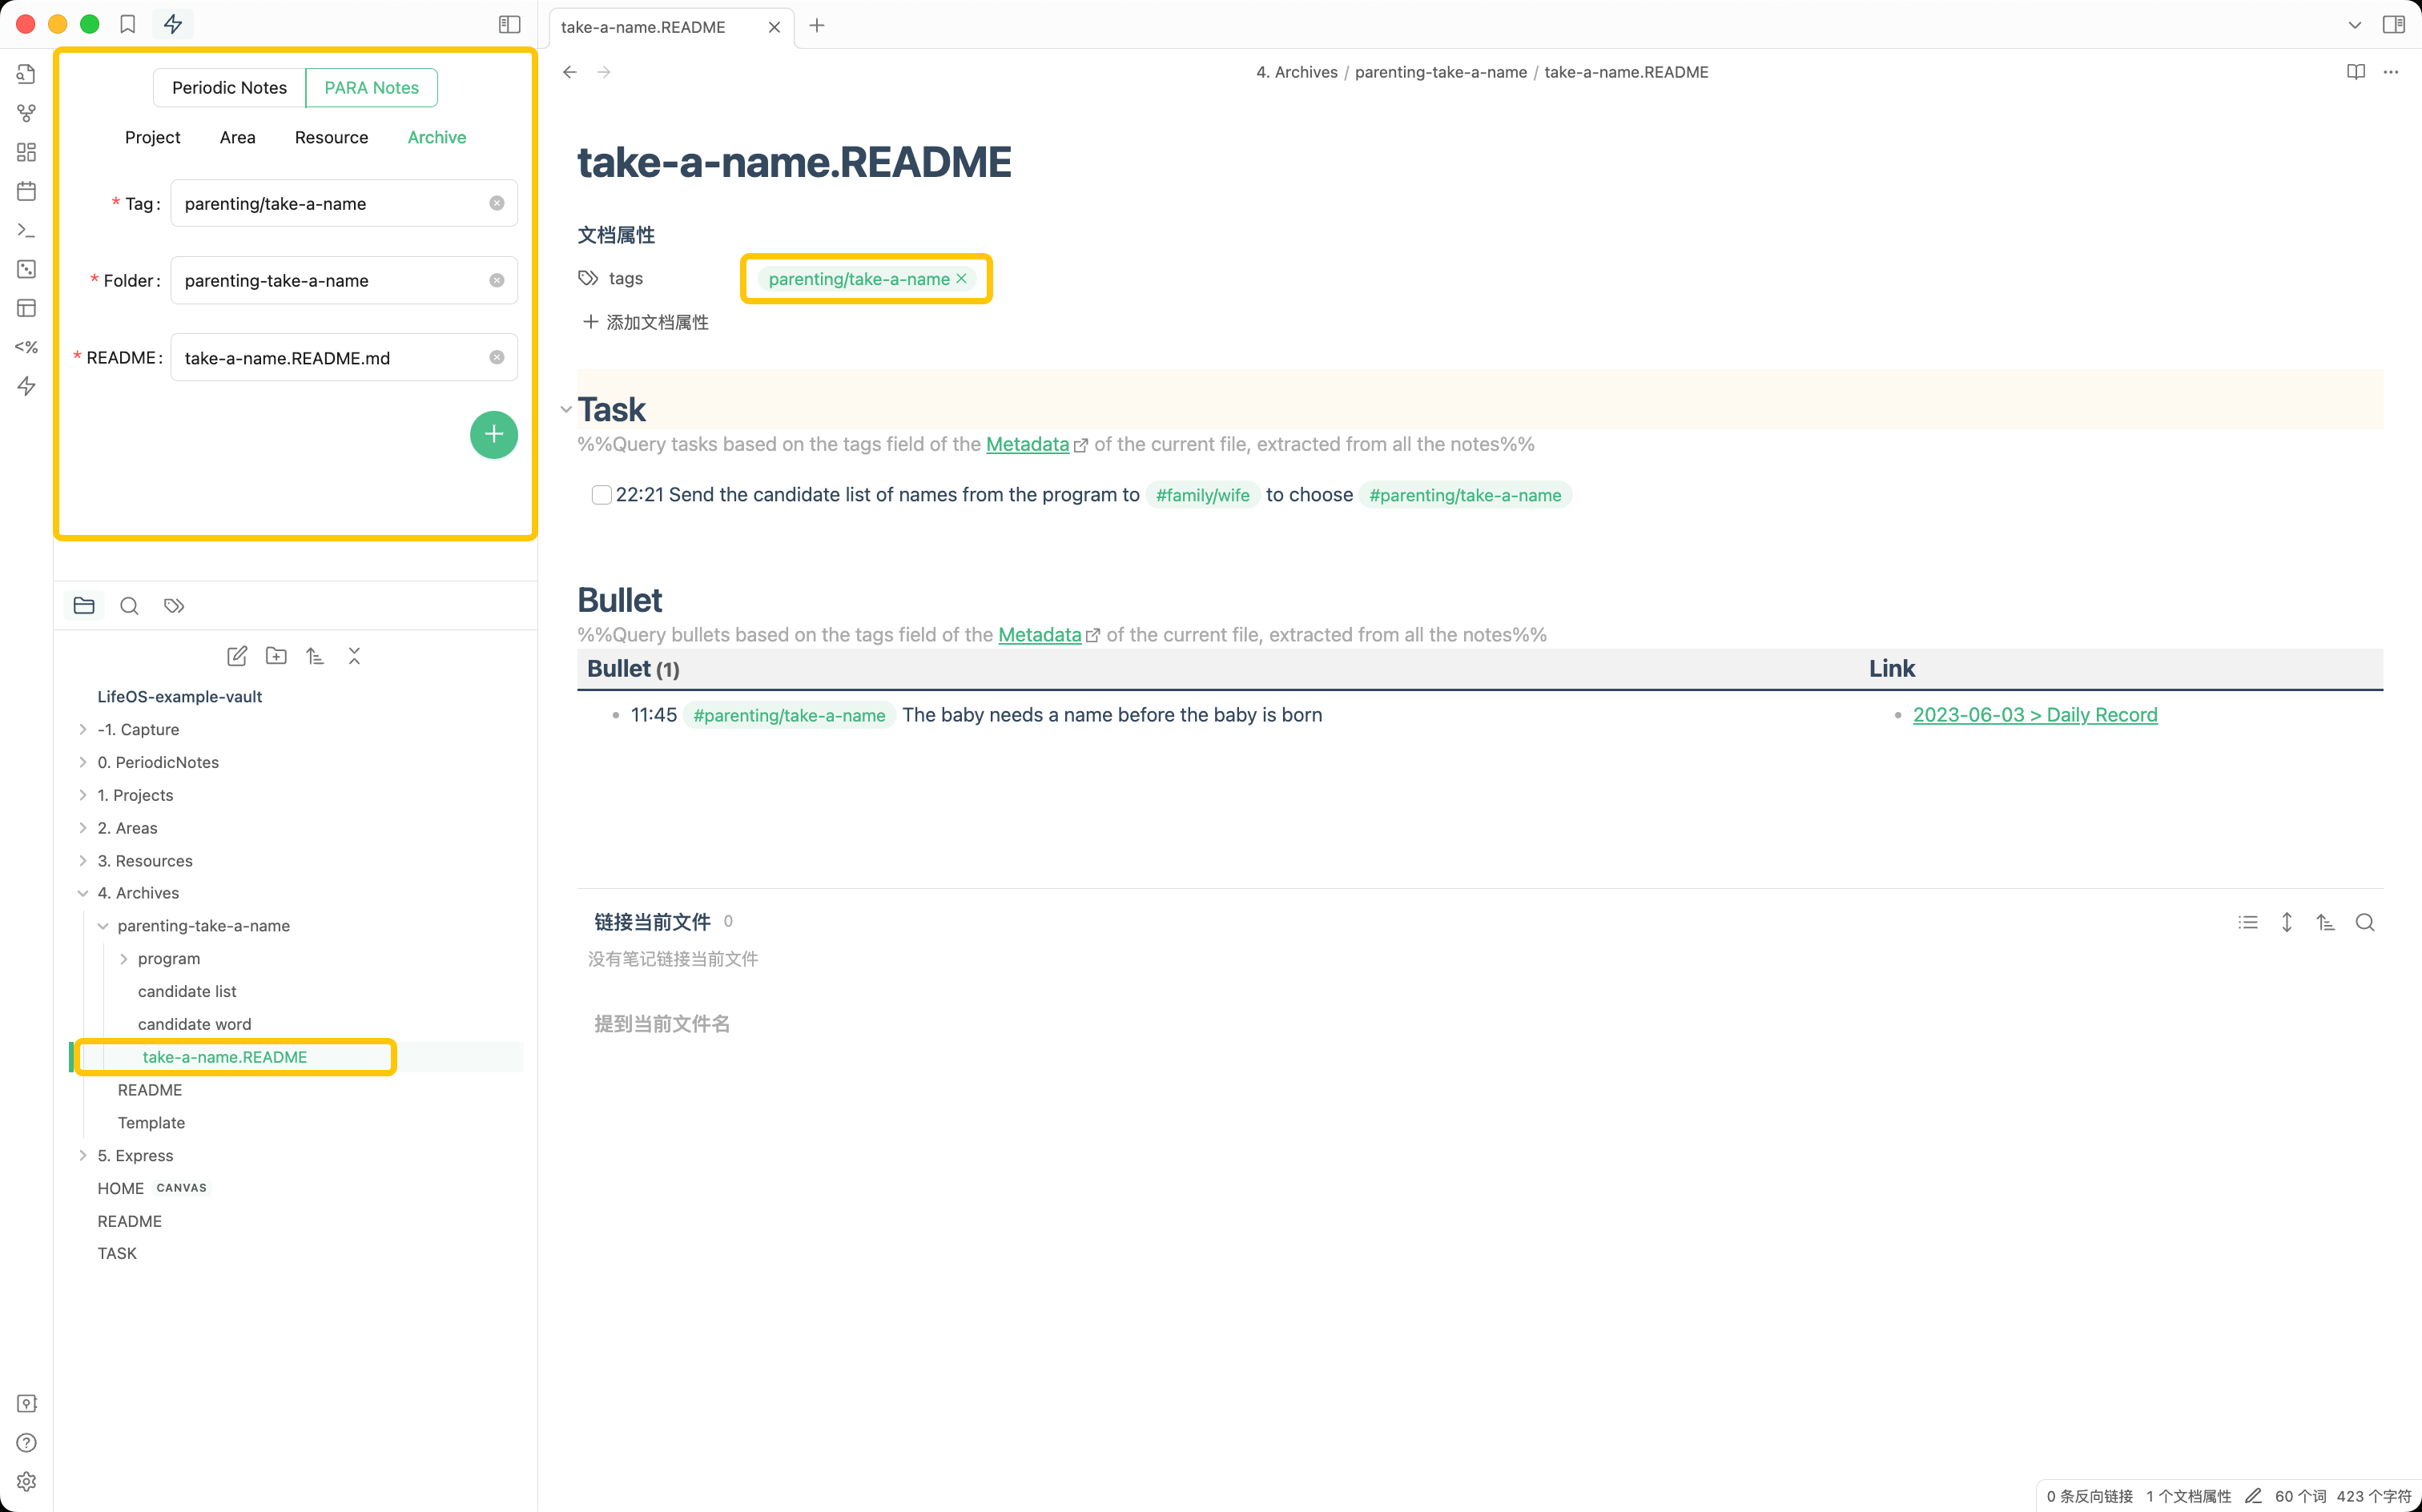 take-a-name.README
Periodic Notes PARA Notes
Project Area Resource Archive
* Tag: parenting/take-a-name
* Folder: parenting-take-a-name
* README: take-a-name.README.md
LifeOS-example-vault
-1. Capture
0. PeriodicNotes
1. Projects
2. Areas
3. Resources
4. Archives
parenting-take-a-name
program
candidate list
candidate word
take-a-name.README
README
Template
5. Express
HOME CANVAS
README
TASK
<%
4. Archives / parenting-take-a-name / take-a-name.README
take-a-name.README
文档属性
tags parenting/take-a-name
添加文档属性
Task
%%Query tasks based on the tags field of the Metadata of the current file, extracted from all the notes%%
22:21 Send the candidate list of names from the program to #family/wife to choose #parenting/take-a-name
Bullet
%%Query bullets based on the tags field of the Metadata of the current file, extracted from all the notes%%
Bullet (1) Link
11:45 #parenting/take-a-name The baby needs a name before the baby is born 2023-06-03 > Daily Record
链接当前文件 0
没有笔记链接当前文件
提到当前文件名
0 条反向链接 1 个文档属性 60 个词 423 个字符